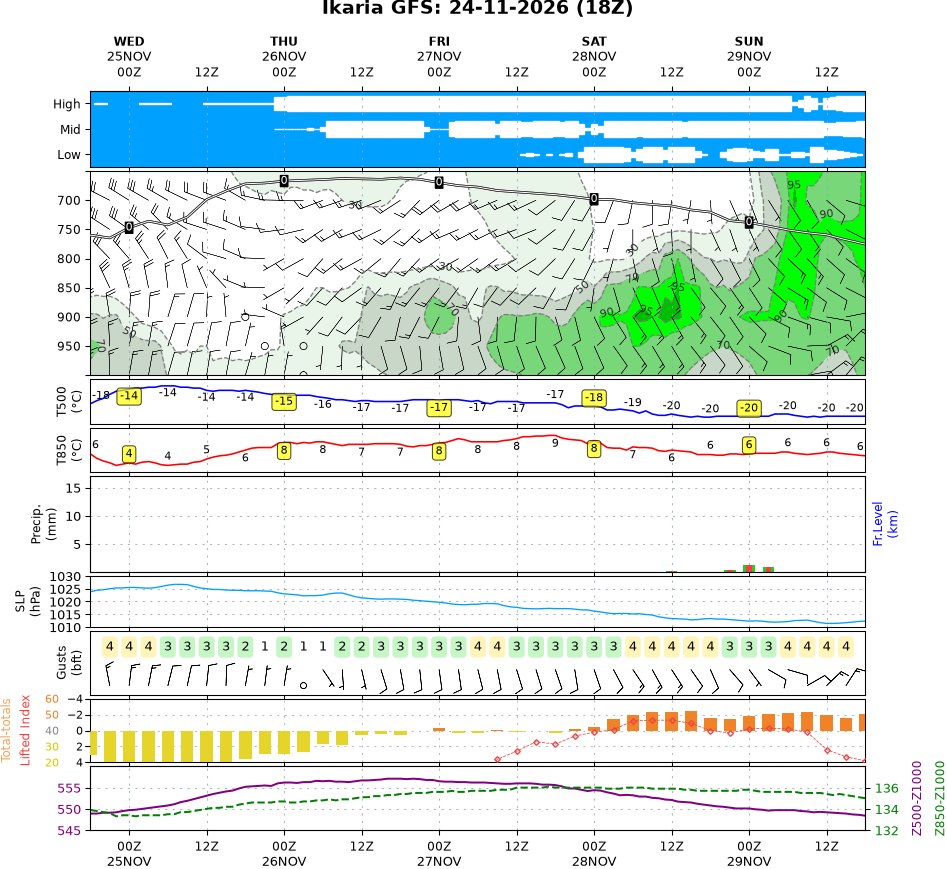 Ikaria GFS: 24-11-2026 (18Z)
WED THU FRI SAT SUN
25NOV 26NOV 27NOV 28NOV 29NOV
00Z 12Z 00Z 12Z 00Z 12Z 00Z 12Z 00Z 12Z
High
Mid
Low
700
750
800
850
900
950
0 0 0 0 0
30 30 30 50 50 70 70 70 70 90 90 90 95 95 95
T500
(°C)
-18 -14 -14 -14 -14 -15 -16 -17 -17 -17 -17 -17 -17 -18 -19 -20 -20 -20 -20 -20 -20
T850
(°C)
6 4 4 5 6 8 8 7 7 8 8 8 9 8 7 6 6 6 6 6 6
Precip.
(mm)
15
10
5
Fr.Level
(km)
SLP
(hPa)
1030
1025
1020
1015
1010
Gusts
(bft)
4 4 4 3 3 3 3 2 1 2 1 1 2 2 3 3 3 3 3 4 4 3 3 3 3 3 3 4 4 4 4 4 3 3 3 4 4 4 4
Total-totals
Lifted Index
60 −4
50 −2
40 0
30 2
20 4
555
550
545
136
134
132
Z500-Z1000
Z850-Z1000
00Z 12Z 00Z 12Z 00Z 12Z 00Z 12Z 00Z 12Z
25NOV 26NOV 27NOV 28NOV 29NOV